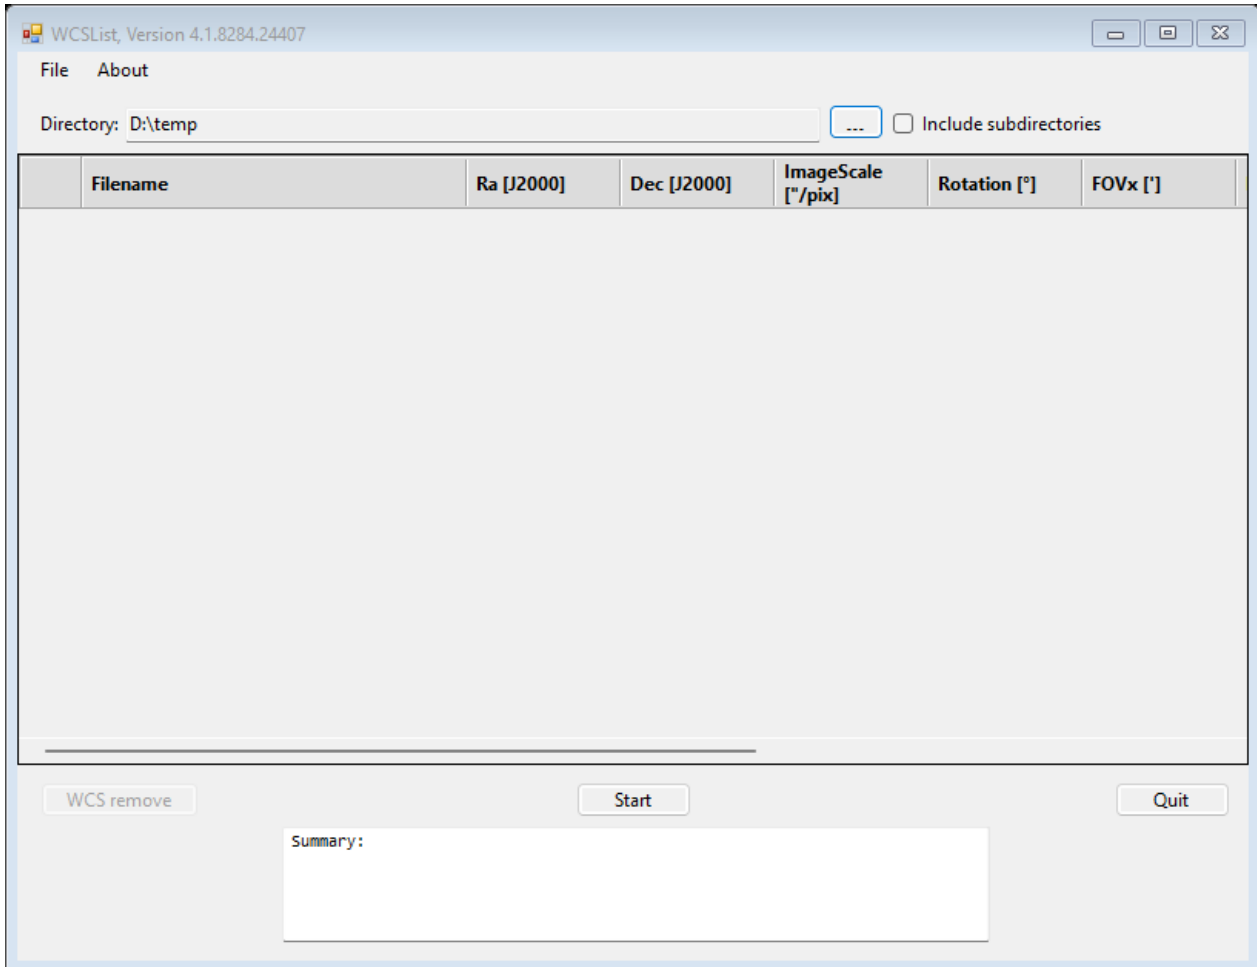 WCSList, Version 4.1.8284.24407
File About
Directory: D:\temp ... Include subdirectories
Filename Ra [J2000] Dec [J2000] ImageScale ["/pix] Rotation [°] FOVx [']
WCS remove Start Quit
Summary: